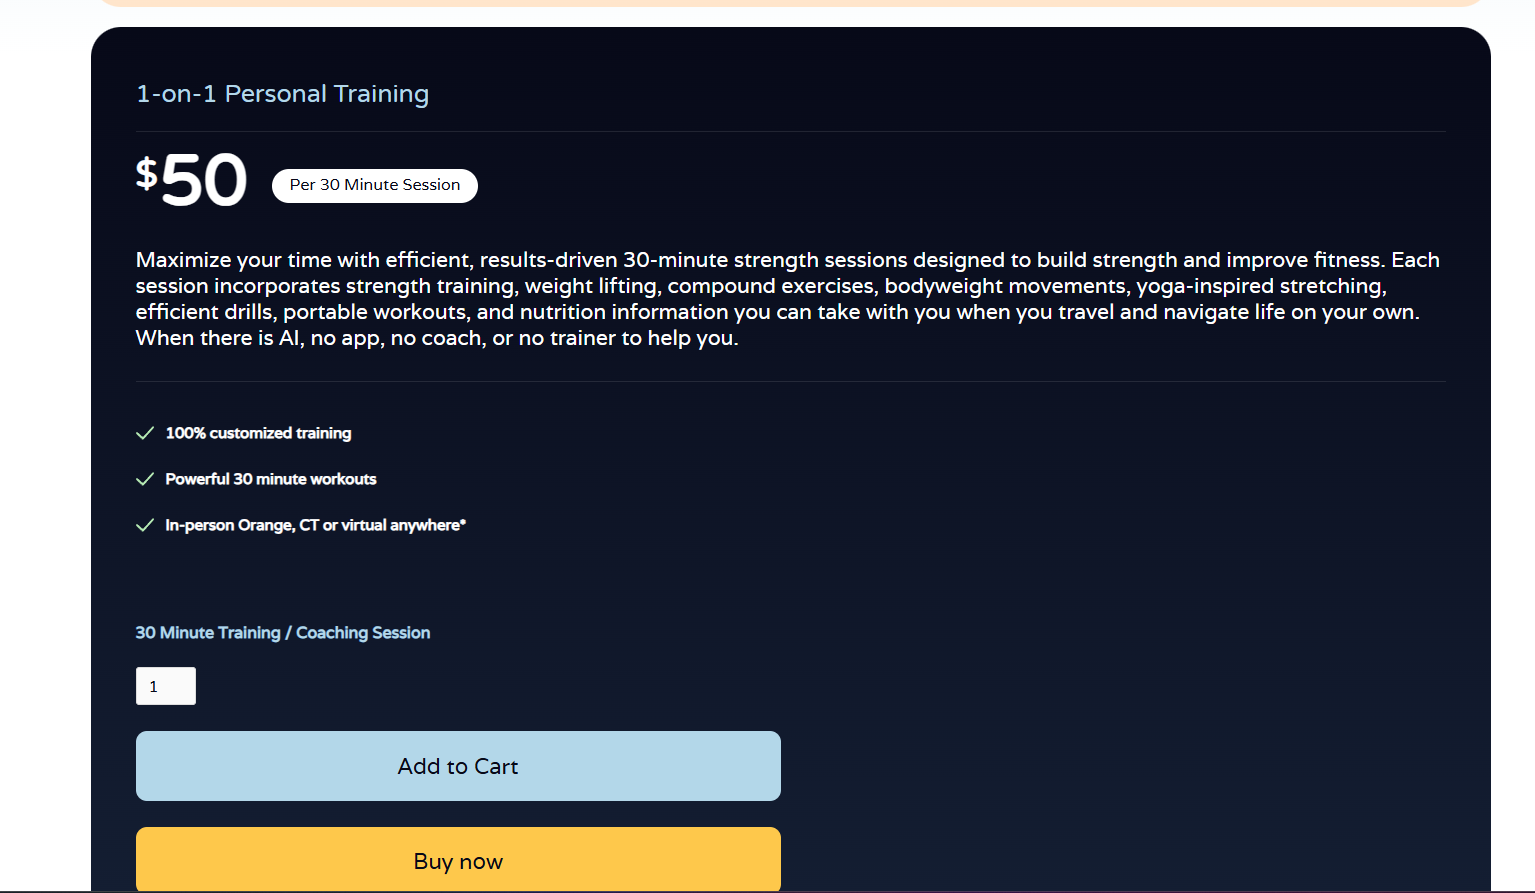 1-on-1 Personal Training
$50 Per 30 Minute Session
Maximize your time with efficient, results-driven 30-minute strength sessions designed to build strength and improve fitness. Each
session incorporates strength training, weight lifting, compound exercises, bodyweight movements, yoga-inspired stretching,
efficient drills, portable workouts, and nutrition information you can take with you when you travel and navigate life on your own.
When there is AI, no app, no coach, or no trainer to help you.
100% customized training
Powerful 30 minute workouts
In-person Orange, CT or virtual anywhere*
30 Minute Training / Coaching Session
1
Add to Cart
Buy now